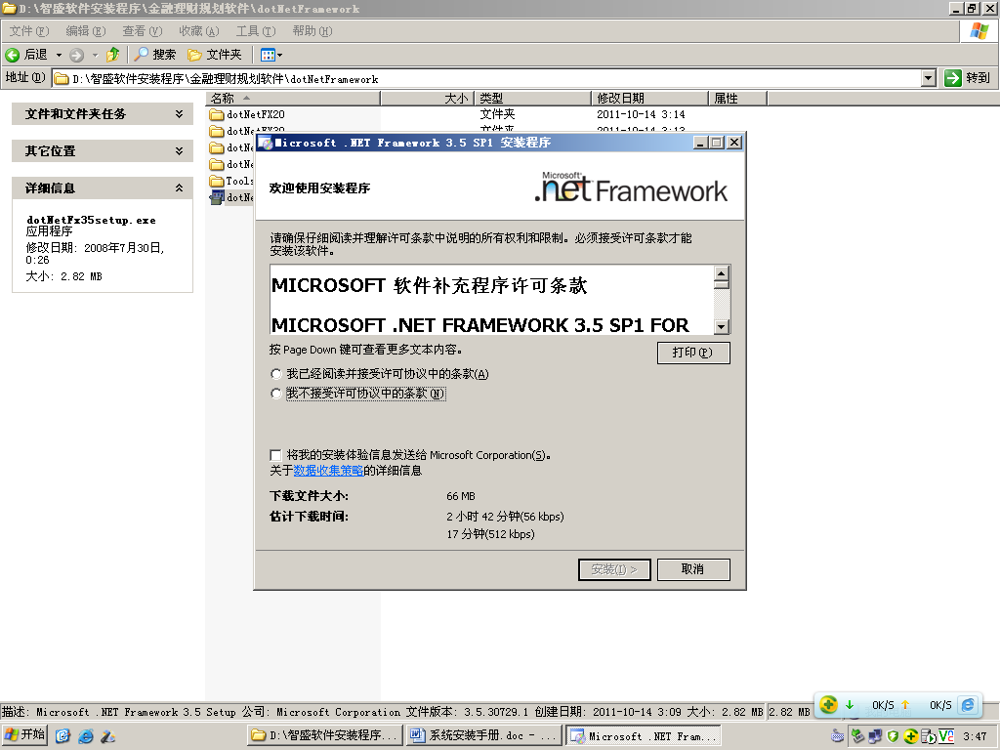 D:\智盛软件安装程序\金融理财规划软件\dotNetFramework
文件(F) 编辑(E) 查看(V) 收藏(A) 工具(T) 帮助(H)
后退 搜索 文件夹
地址(D) D:\智盛软件安装程序\金融理财规划软件\dotNetFramework 转到
文件和文件夹任务
其它位置
详细信息
dotNetFx35setup.exe
应用程序
修改日期: 2008年7月30日,
0:26
大小: 2.82 MB
名称 大小 类型 修改日期 属性
dotNetFX20 文件夹 2011-10-14 3:14
dotNetFX30 文件夹 2011-10-14 3:13
dotNe
dotNe
Tools
dotNe
Microsoft .NET Framework 3.5 SP1 安装程序
欢迎使用安装程序
Microsoft
.net Framework
请确保仔细阅读并理解许可条款中说明的所有权利和限制。必须接受许可条款才能
安装该软件。
MICROSOFT 软件补充程序许可条款
MICROSOFT .NET FRAMEWORK 3.5 SP1 FOR
按 Page Down 键可查看更多文本内容。
打印(P)
我已经阅读并接受许可协议中的条款(A)
我不接受许可协议中的条款(N)
将我的安装体验信息发送给 Microsoft Corporation(S)。
关于数据收集策略的详细信息
下载文件大小: 66 MB
估计下载时间: 2 小时 42 分钟(56 kbps)
17 分钟(512 kbps)
安装(I) > 取消
描述: Microsoft .NET Framework 3.5 Setup 公司: Microsoft Corporation 文件版本: 3.5.30729.1 创建日期: 2011-10-14 3:09 大小: 2.82 MB 2.82 MB
0K/S 0K/S
开始 D:\智盛软件安装程序... 系统安装手册.doc - ... Microsoft .NET Fram... 3:47